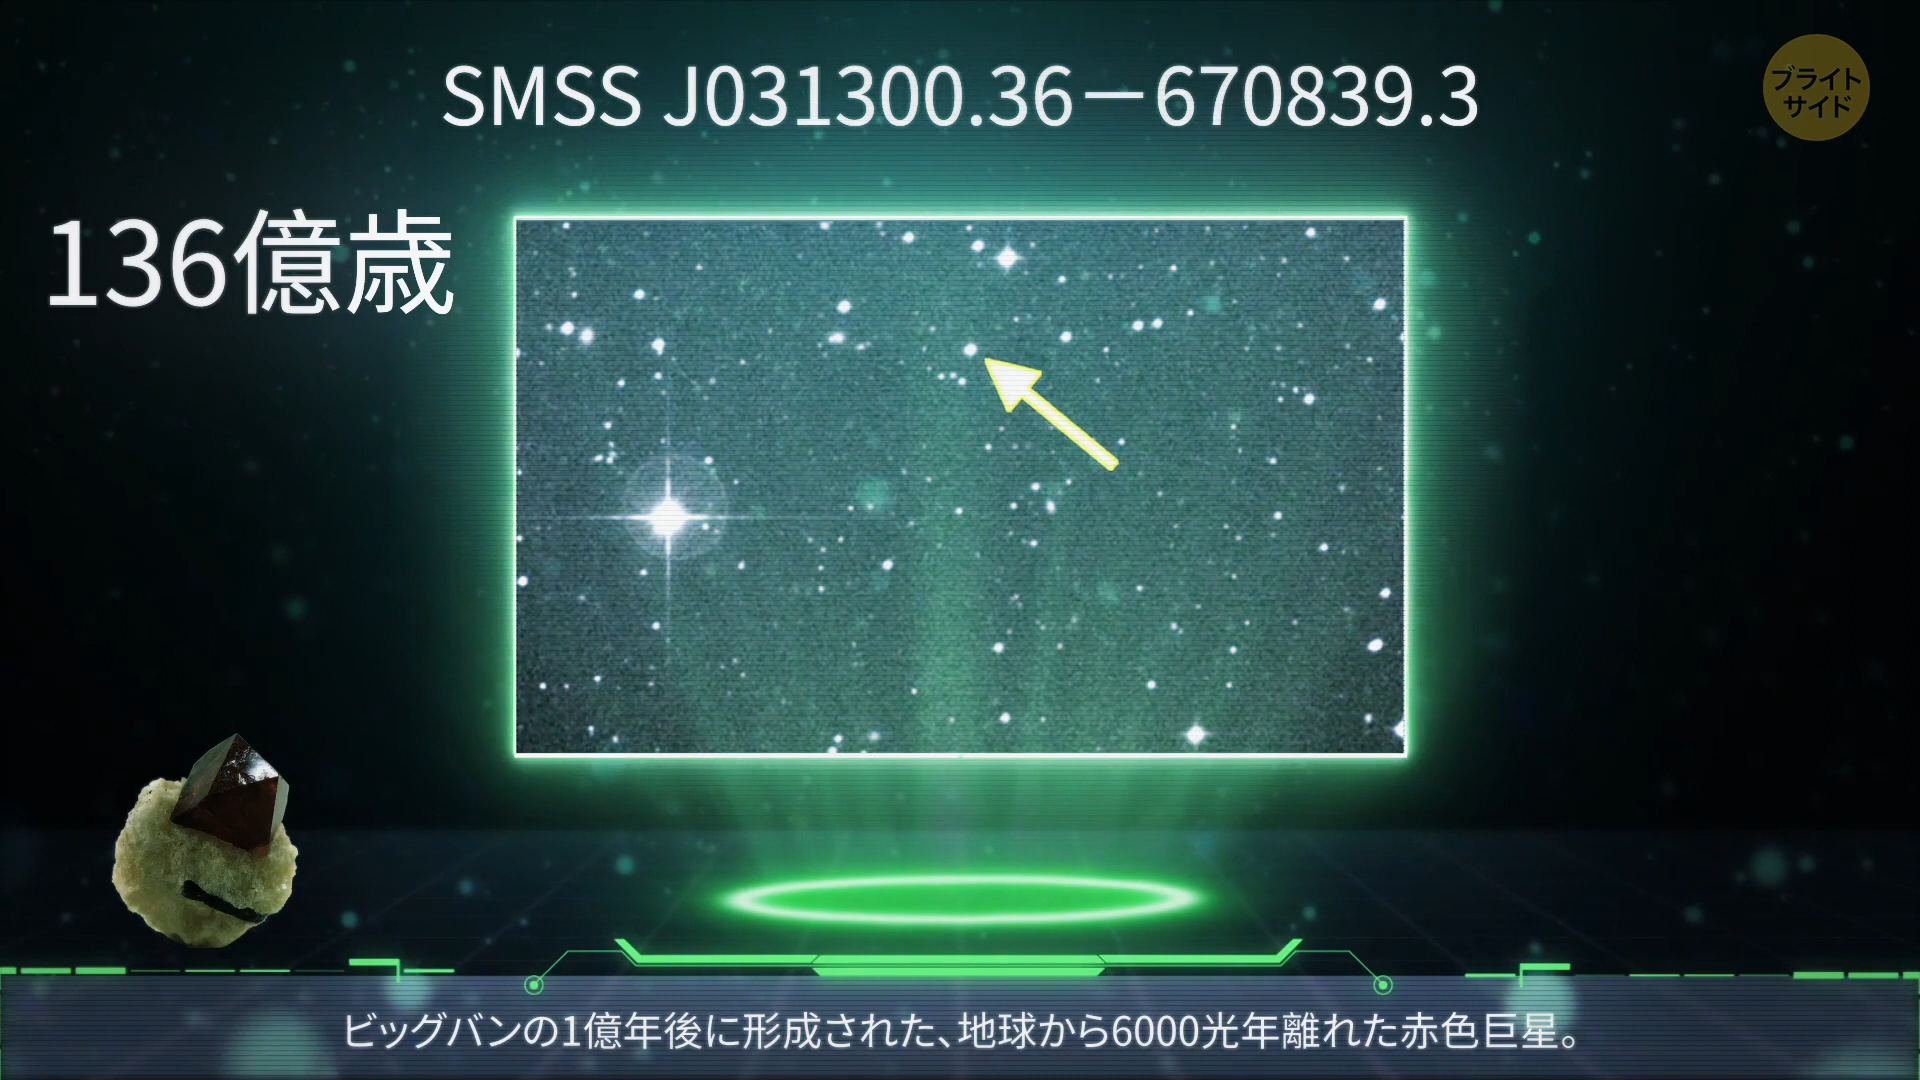 SMSS J031300.36－670839.3
ブライト
サイド
136億歳
ビッグバンの1億年後に形成された、地球から6000光年離れた赤色巨星。